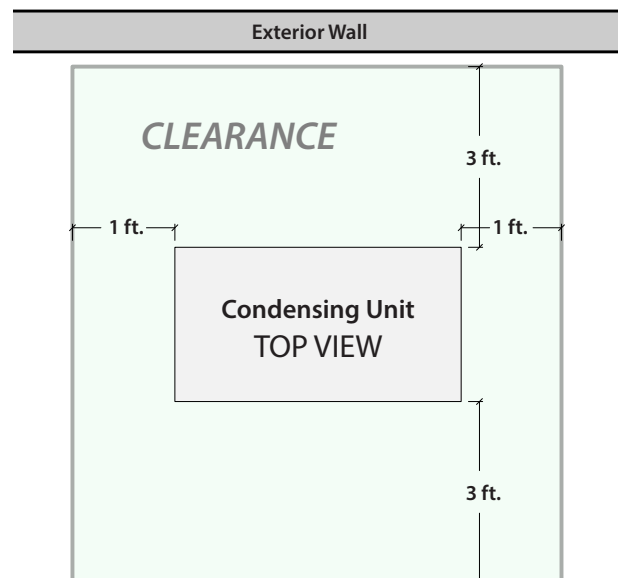 Exterior Wall
CLEARANCE
3 ft.
1 ft.
1 ft.
Condensing Unit
TOP VIEW
3 ft.